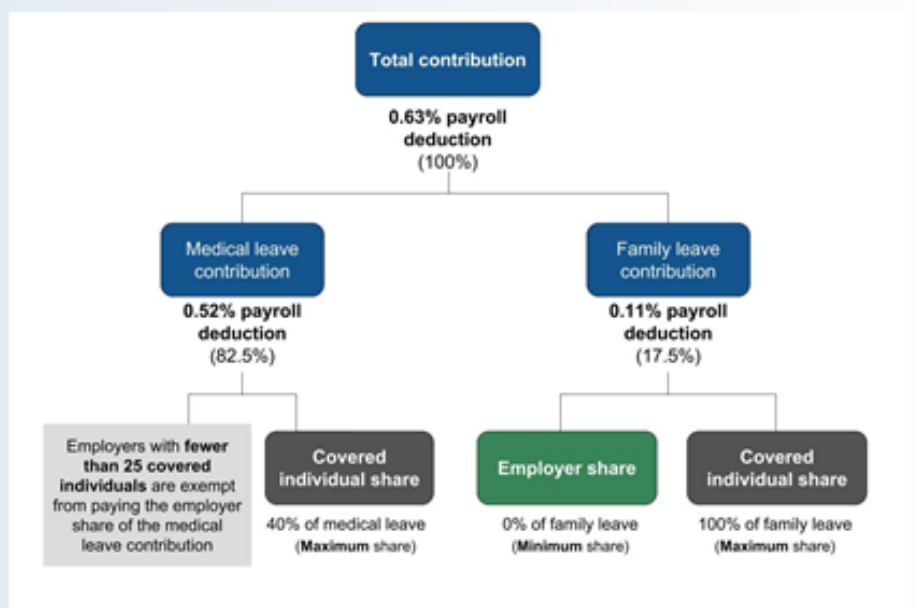 Total contribution
0.63% payroll
deduction
(100%)
Medical leave
contribution
0.52% payroll
deduction
(82.5%)
Family leave
contribution
0.11% payroll
deduction
(17.5%)
Employers with fewer
than 25 covered
individuals are exempt
from paying the employer
share of the medical
leave contribution
Covered
individual share
40% of medical leave
(Maximum share)
Employer share
0% of family leave
(Minimum share)
Covered
individual share
100% of family leave
(Maximum share)